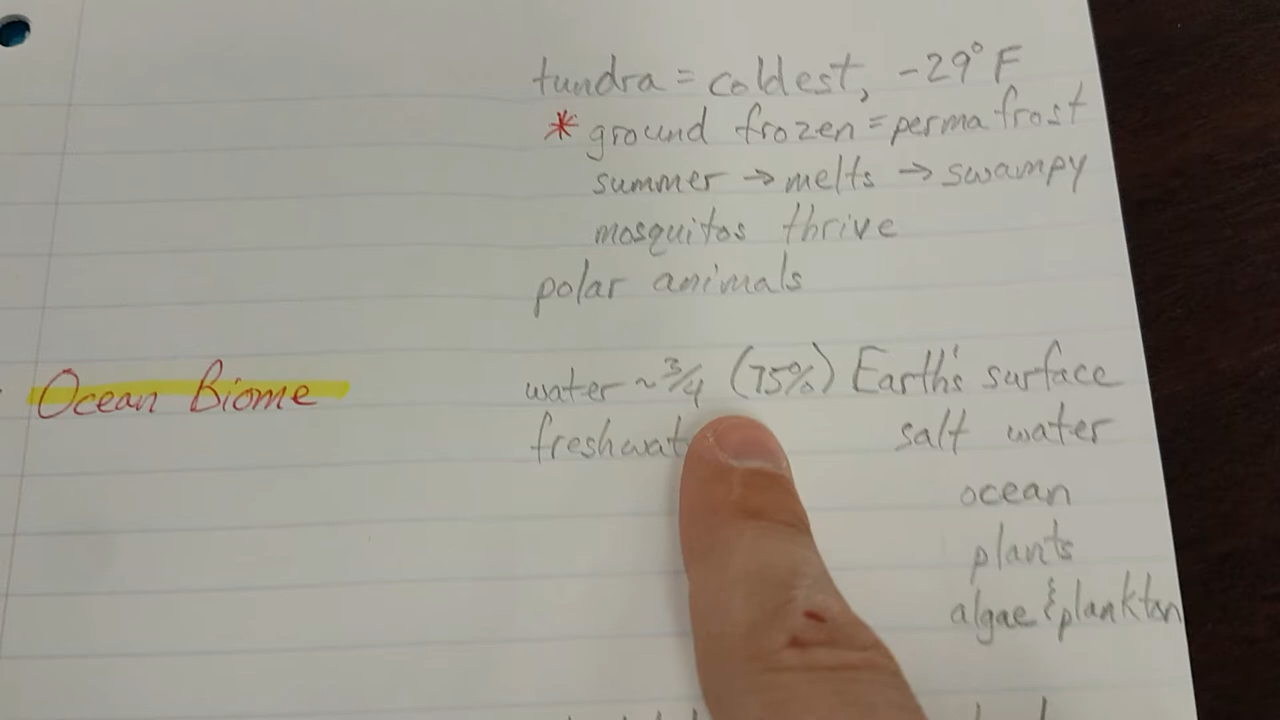 tundra = coldest, -29° F
* ground frozen = permafrost
summer → melts → swampy
mosquitos thrive
polar animals
Ocean Biome water ~ 3/4 (75%) Earth's surface
freshwat salt water
ocean
plants
algae & plankton